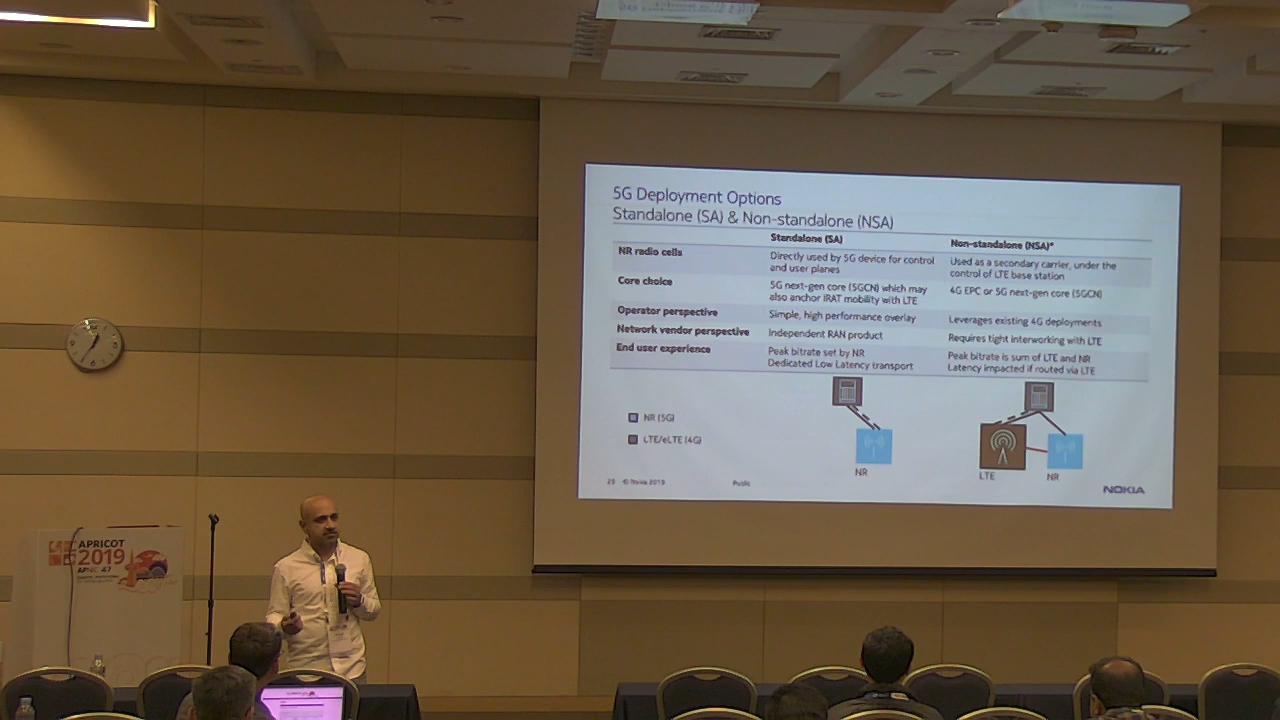 5G Deployment Options
Standalone (SA) & Non-standalone (NSA)
Standalone (SA)
Non-standalone (NSA)*
NR radio cells
Directly used by 5G device for control
and user planes
Used as a secondary carrier, under the
control of LTE base station
Core choice
5G next-gen core (5GCN) which may
also anchor IRAT mobility with LTE
4G EPC or 5G next-gen core (5GCN)
Operator perspective
Simple, high performance overlay
Leverages existing 4G deployments
Network vendor perspective
Independent RAN product
Requires tight interworking with LTE
End user experience
Peak bitrate set by NR
Dedicated Low Latency transport
Peak bitrate is sum of LTE and NR
Latency impacted if routed via LTE
NR (5G)
LTE/eLTE (4G)
NR
LTE
NR
© Nokia 2019
Public
NOKIA
APRICOT
2019
APNIC 47